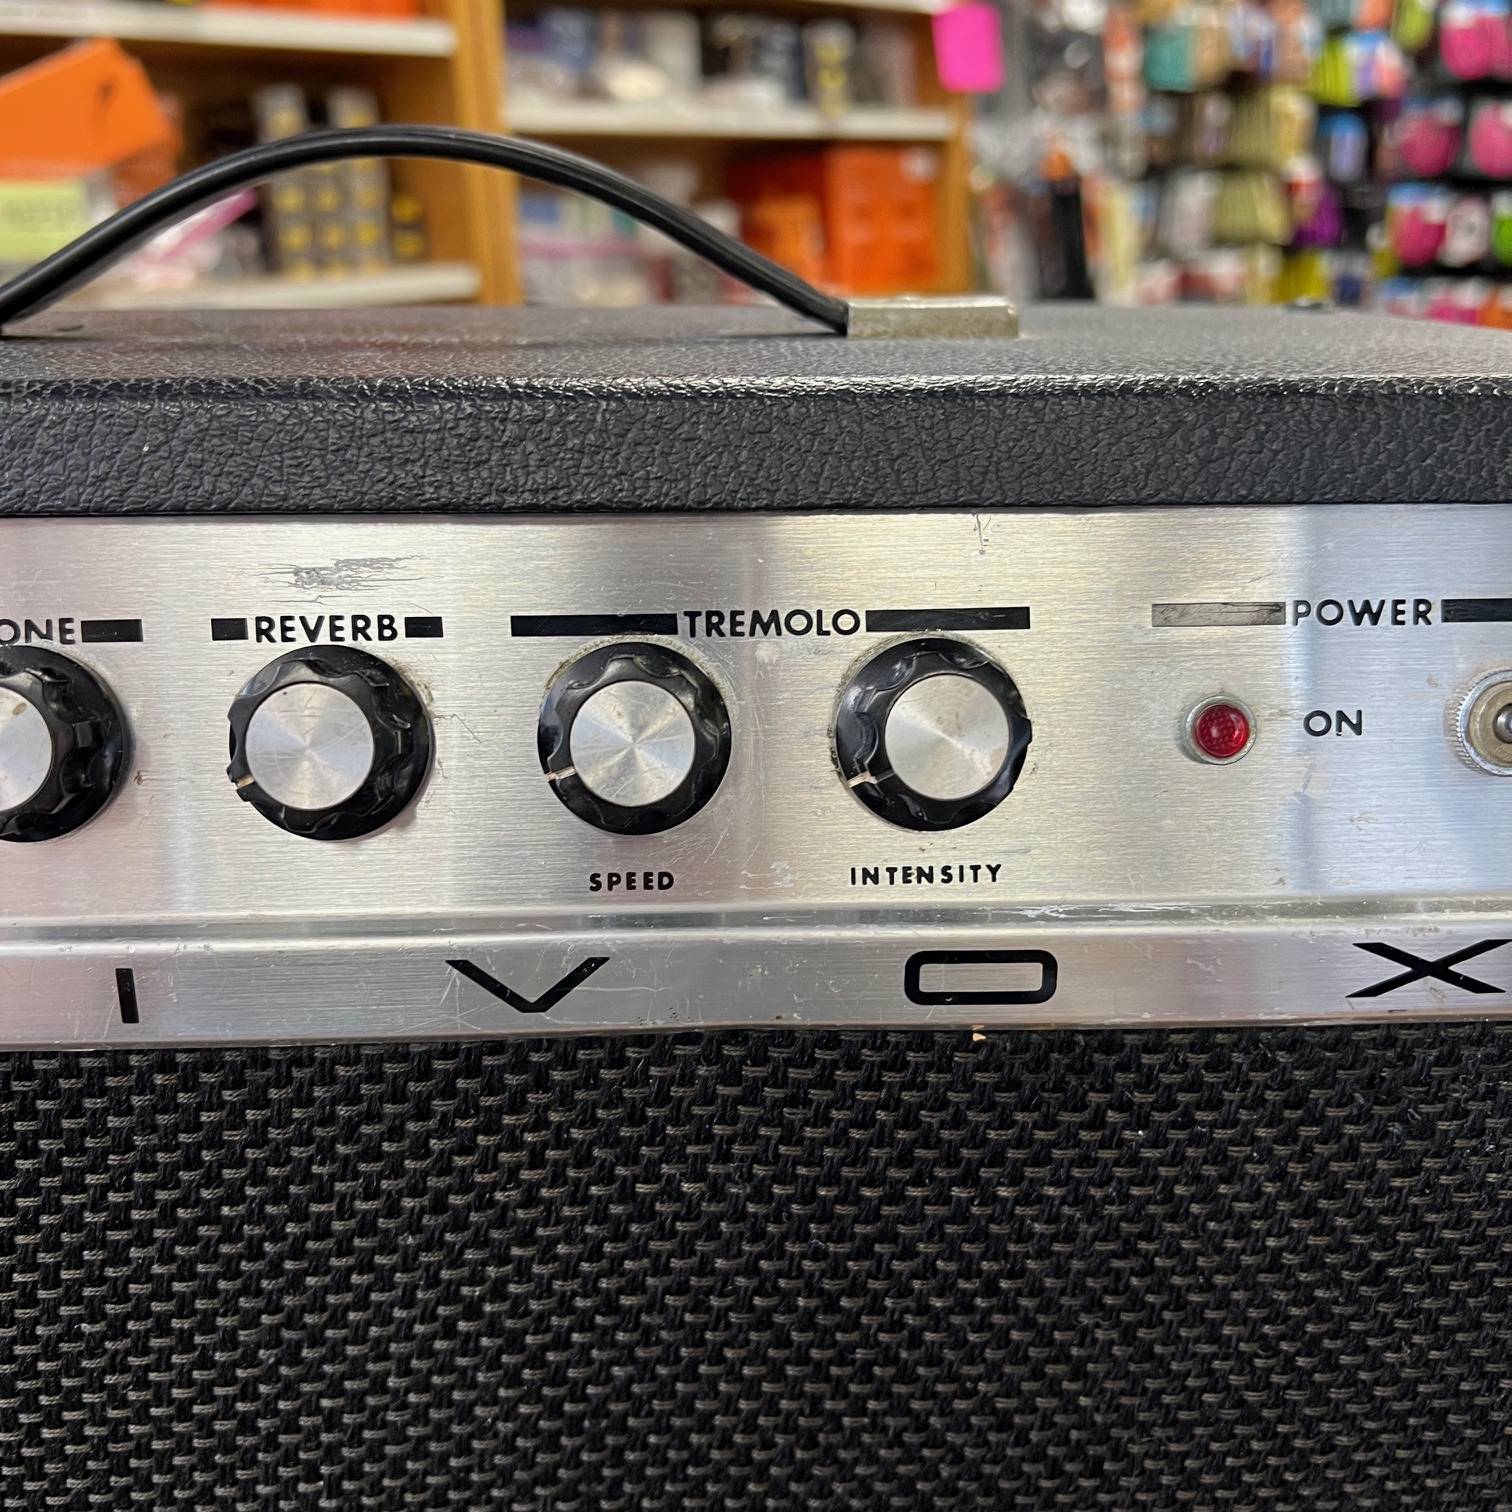 ONE REVERB TREMOLO POWER
ON
SPEED INTENSITY
I V O X